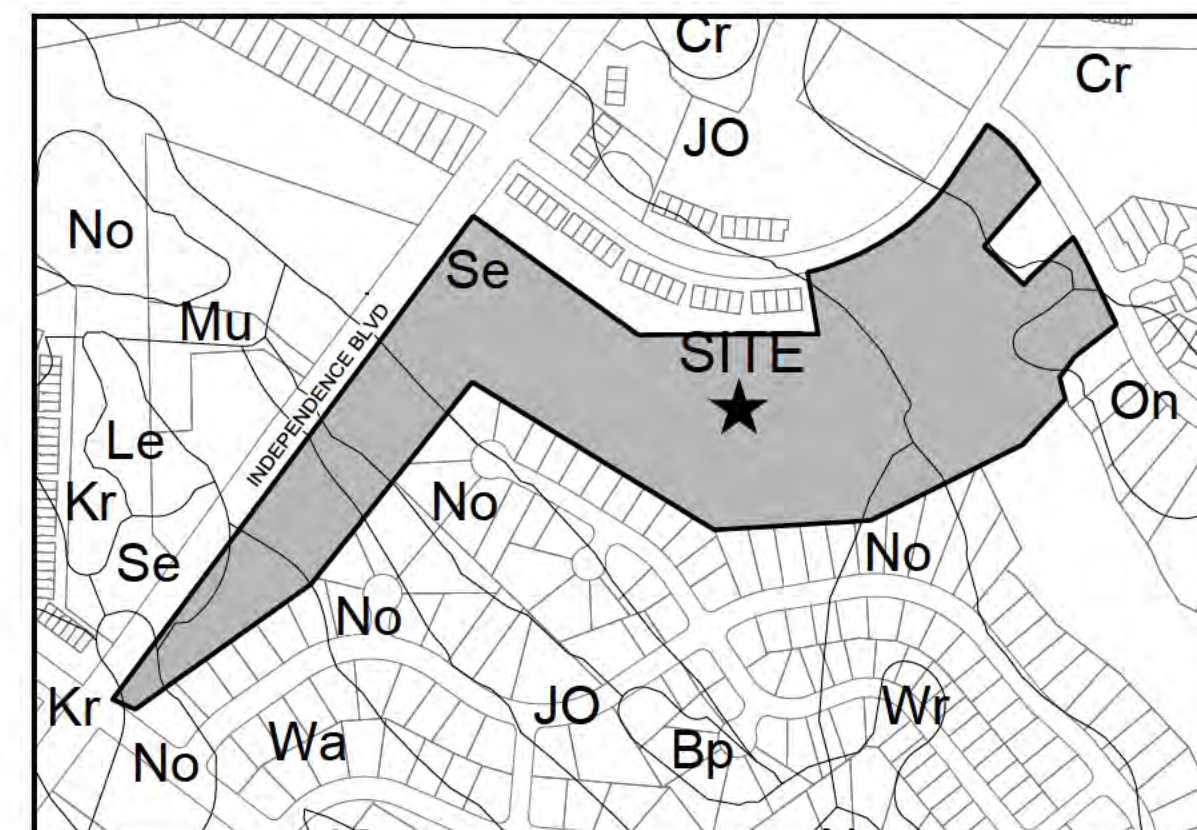 Cr
Cr
JO
No
Se
Mu
INDEPENDENCE BLVD
SITE
On
Le
Kr
No
Se
No
No
Kr
JO
Wr
Wa
Bp
No